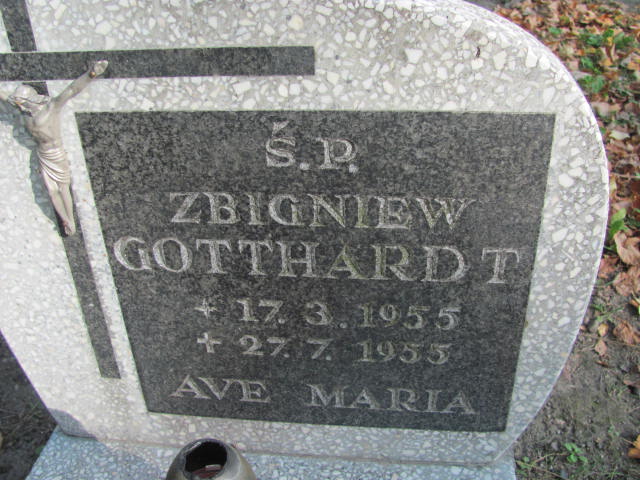 Ś.P.
ZBIGNIEW
GOTTHARDT
+ 17. 3. 1955
+ 27. 7. 1955
AVE MARIA